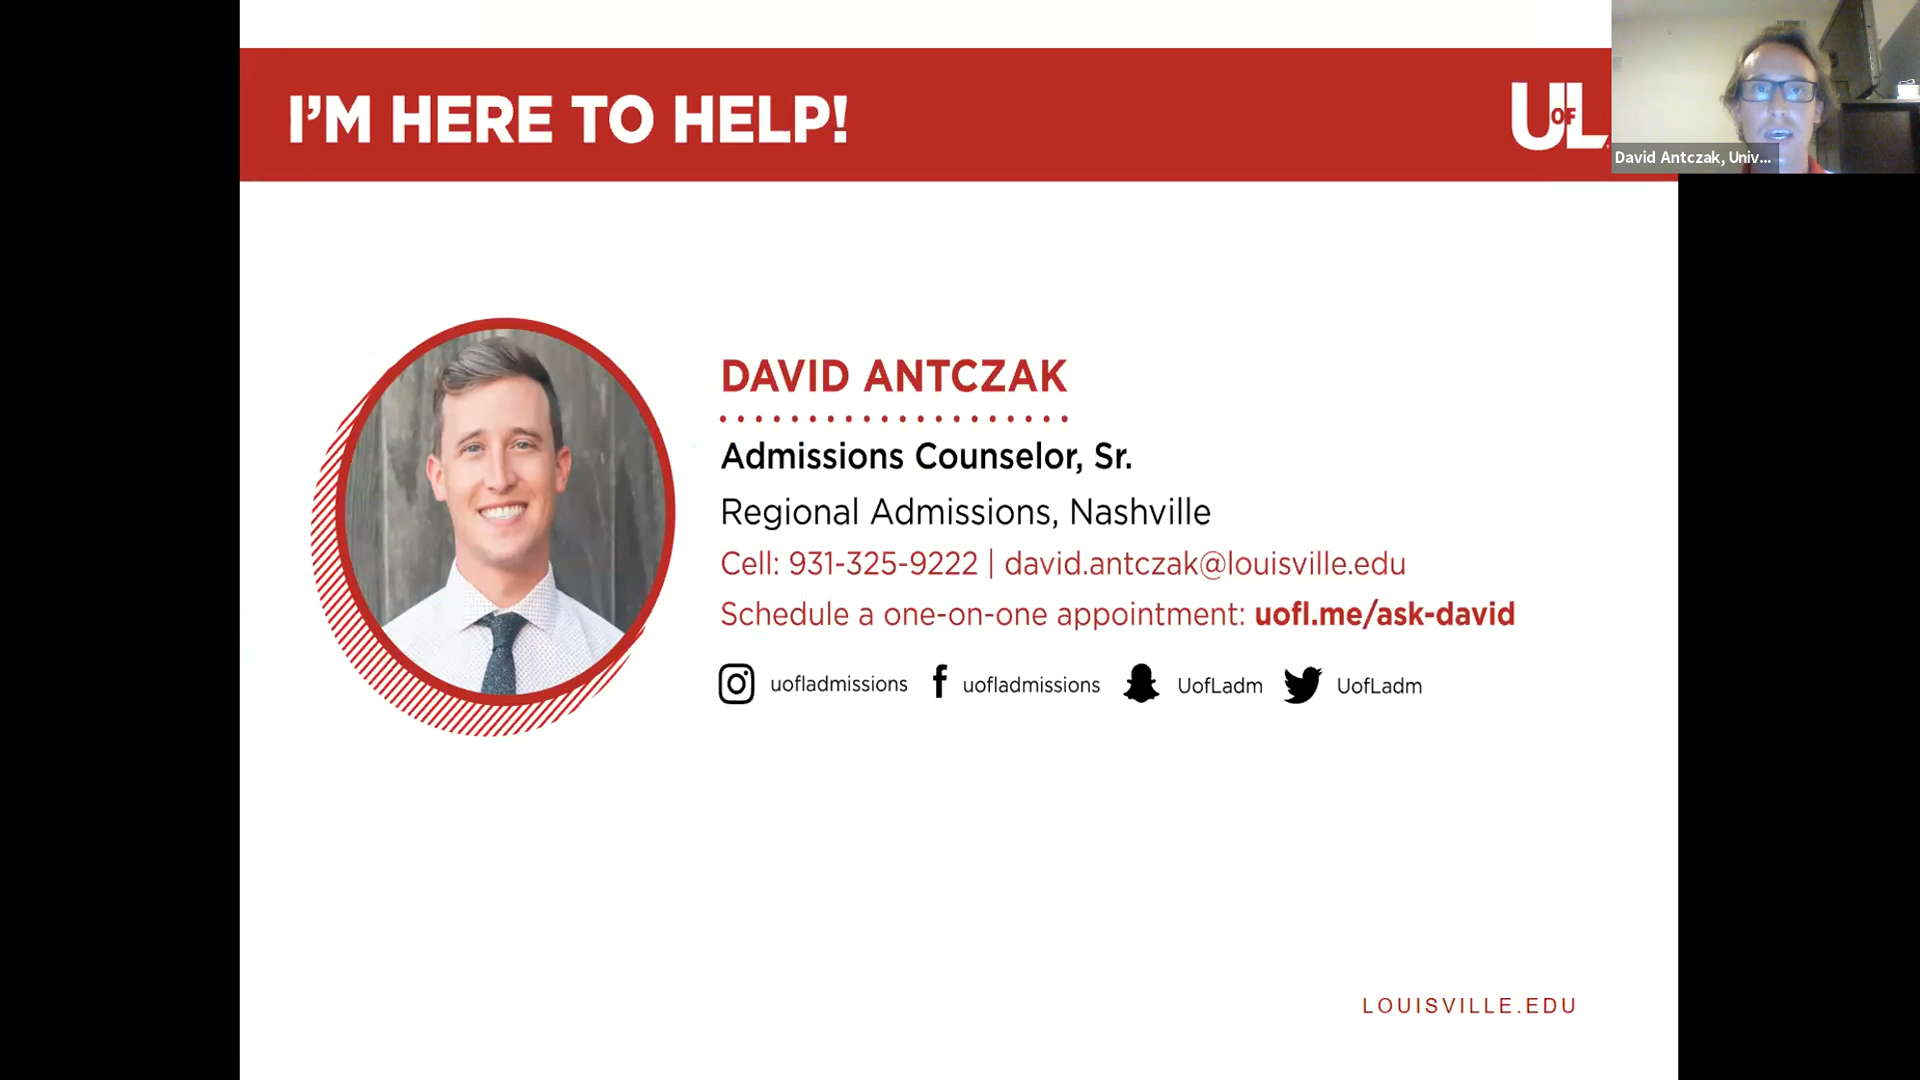 I'M HERE TO HELP!
UOFL
David Antczak, Univ...
DAVID ANTCZAK
Admissions Counselor, Sr.
Regional Admissions, Nashville
Cell: 931-325-9222 | david.antczak@louisville.edu
Schedule a one-on-one appointment: uofl.me/ask-david
uofladmissions uofladmissions UofLadm UofLadm
LOUISVILLE.EDU